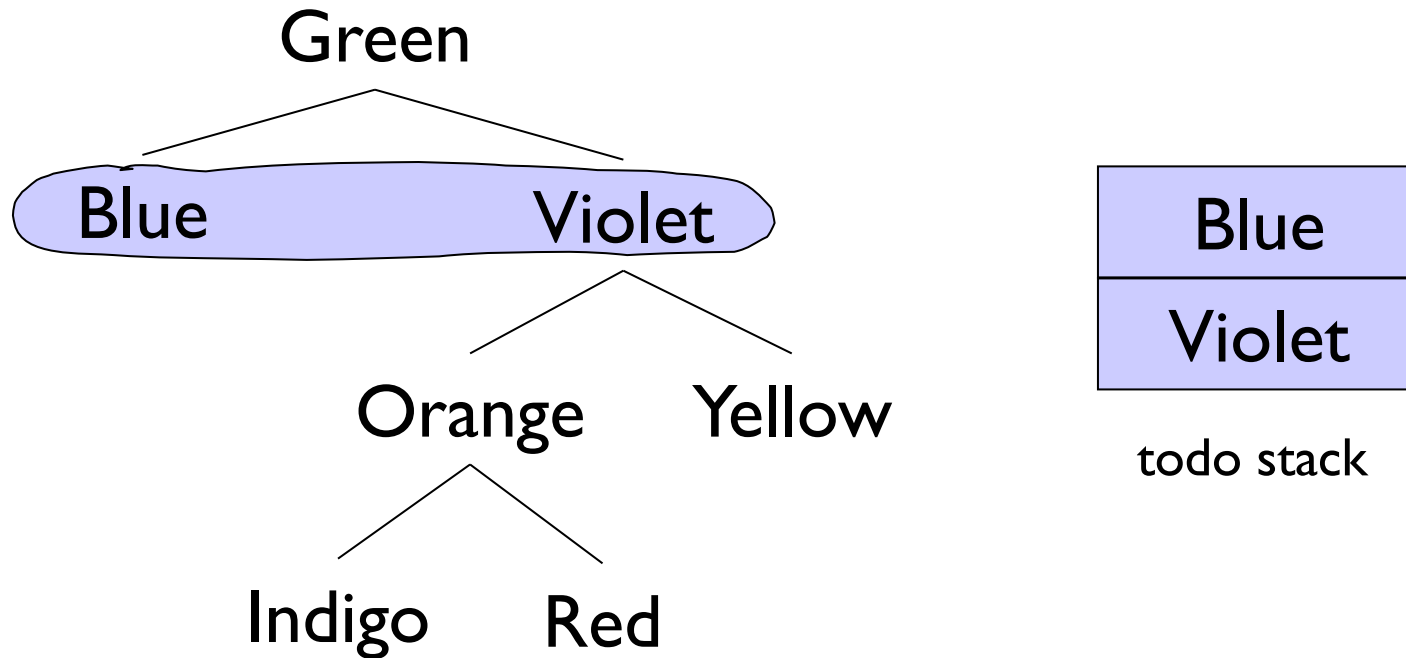 Green
Blue Violet
Orange Yellow
Indigo Red
Blue
Violet
todo stack